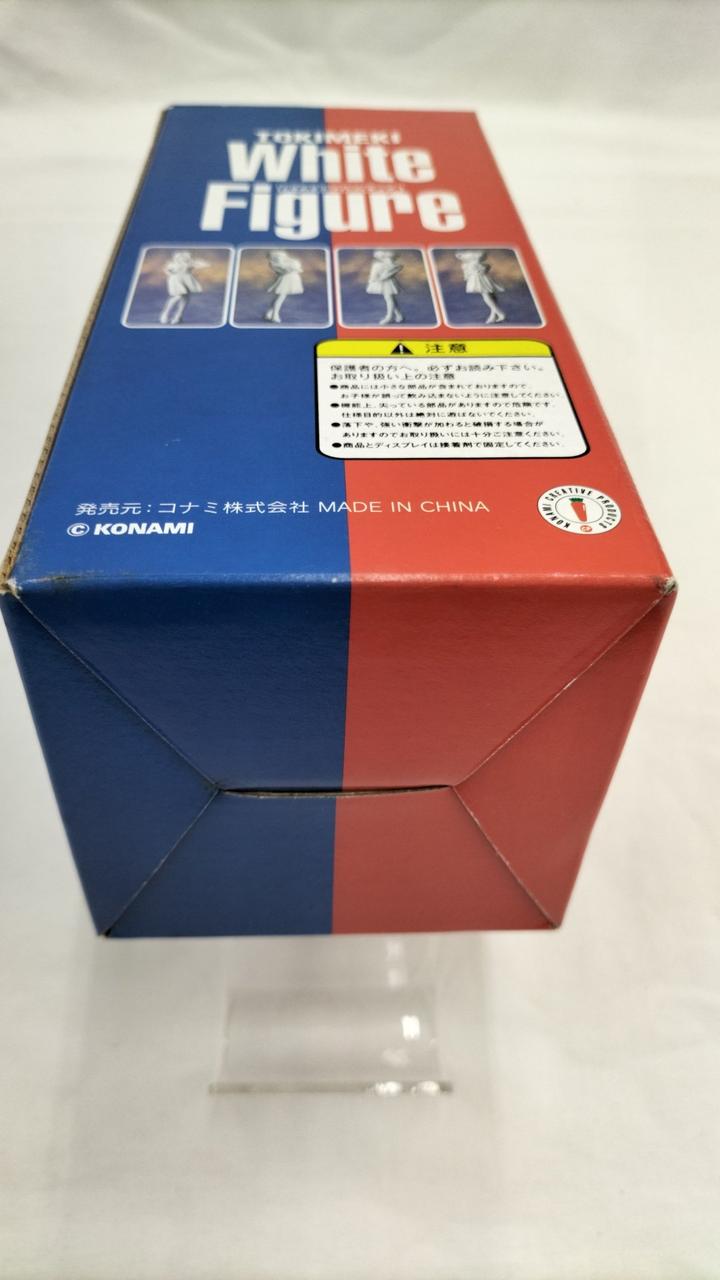 TOKIMEKI
White
Figure
注意
保護者の方へ。必ずお読み下さい。
お取り扱い上の注意
●商品には小さな部品が含まれておりますので、
お子様が誤って飲み込まないように注意してください。
●機能上、尖っている部品がありますので危険です。
仕様目的以外は絶対に遊ばないでください。
●落下や、強い衝撃が加わると破損する場合が
ありますのでお取り扱いには十分ご注意ください。
●商品とディスプレイは接着剤で固定してください。
発売元：コナミ株式会社 MADE IN CHINA
© KONAMI
KONAMI CREATIVE PRODUCTS
CP